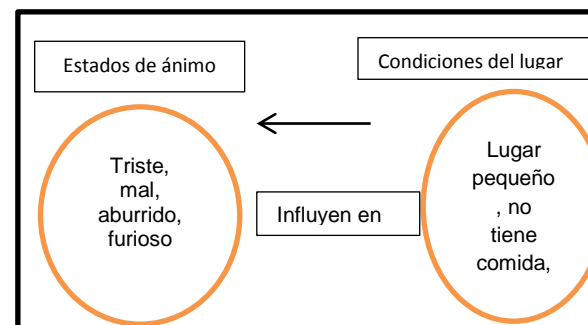 Estados de ánimo
Condiciones del lugar
Triste,
mal,
aburrido,
furioso
Influyen en
Lugar
pequeño
, no
tiene
comida,